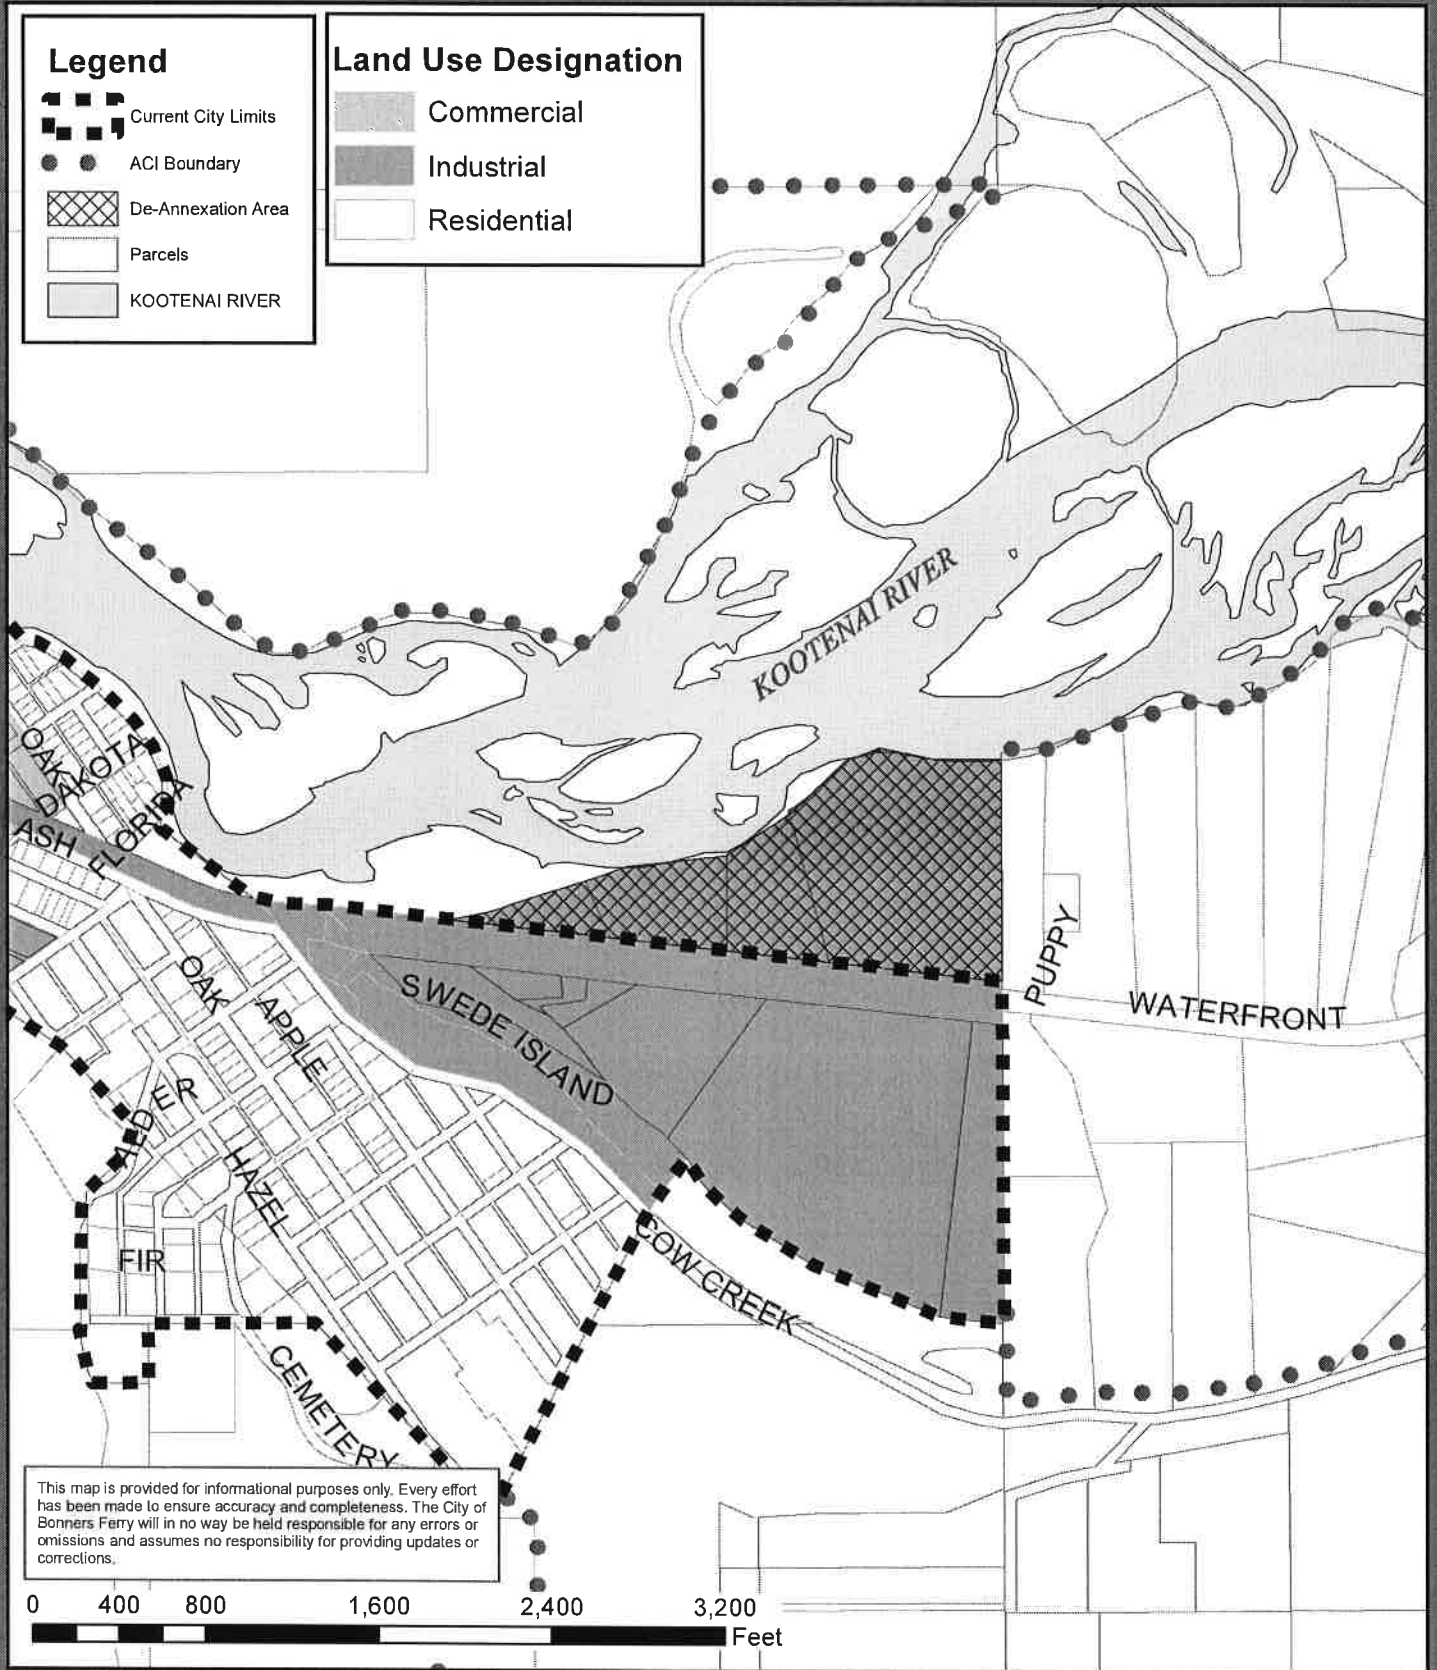 Legend
Current City Limits
ACI Boundary
De-Annexation Area
Parcels
KOOTENAI RIVER
Land Use Designation
Commercial
Industrial
Residential
KOOTENAI RIVER
OAK
DAKOTA
FLORIDA
ASH
OAK
APPLE
SWEDE ISLAND
PUPPY
WATERFRONT
ALDER
HAZEL
FIR
COW CREEK
CEMETERY
This map is provided for informational purposes only. Every effort
has been made to ensure accuracy and completeness. The City of
Bonners Ferry will in no way be held responsible for any errors or
omissions and assumes no responsibility for providing updates or
corrections.
0 400 800 1,600 2,400 3,200
Feet